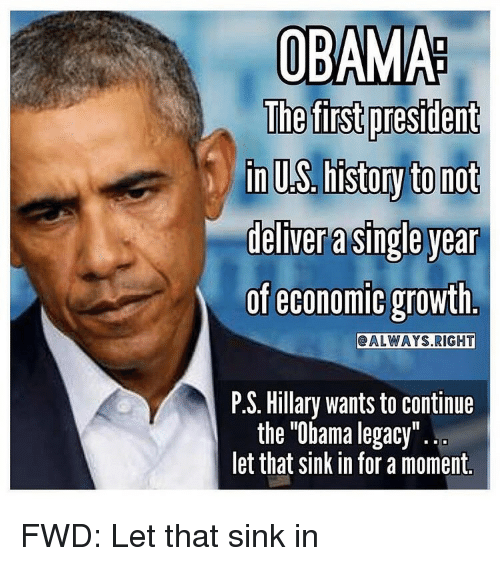 OBAMA:
The first president
in U.S. history to not
deliver a single year
of economic growth.
@ALWAYS.RIGHT
P.S. Hillary wants to continue
the "Obama legacy"...
let that sink in for a moment.
FWD: Let that sink in